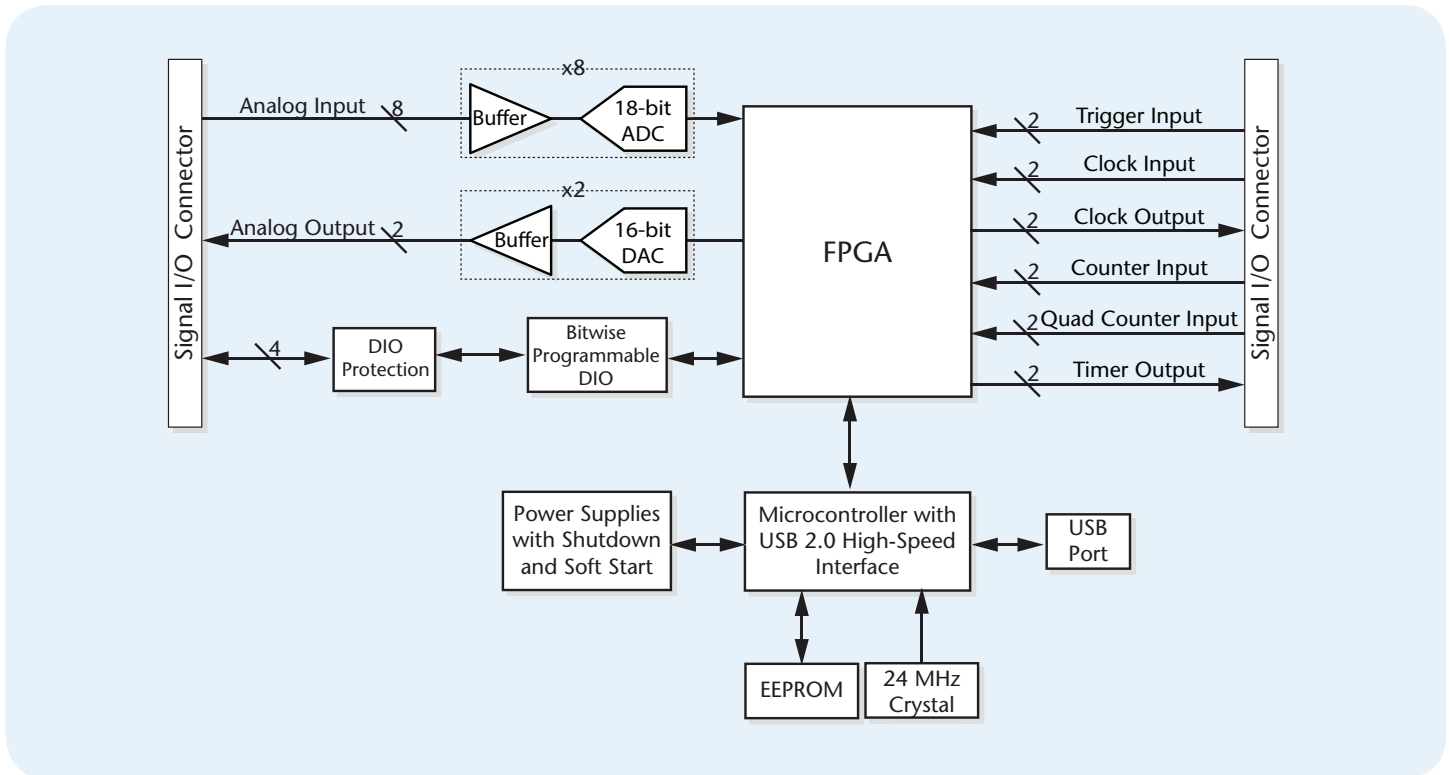 x8
Analog Input
8
Buffer
18-bit
ADC
Signal I/O Connector
x2
Analog Output
2
Buffer
16-bit
DAC
4
DIO
Protection
Bitwise
Programmable
DIO
FPGA
2
Trigger Input
2
Clock Input
2
Clock Output
2
Counter Input
2
Quad Counter Input
2
Timer Output
Signal I/O Connector
Power Supplies
with Shutdown
and Soft Start
Microcontroller with
USB 2.0 High-Speed
Interface
USB
Port
EEPROM
24 MHz
Crystal